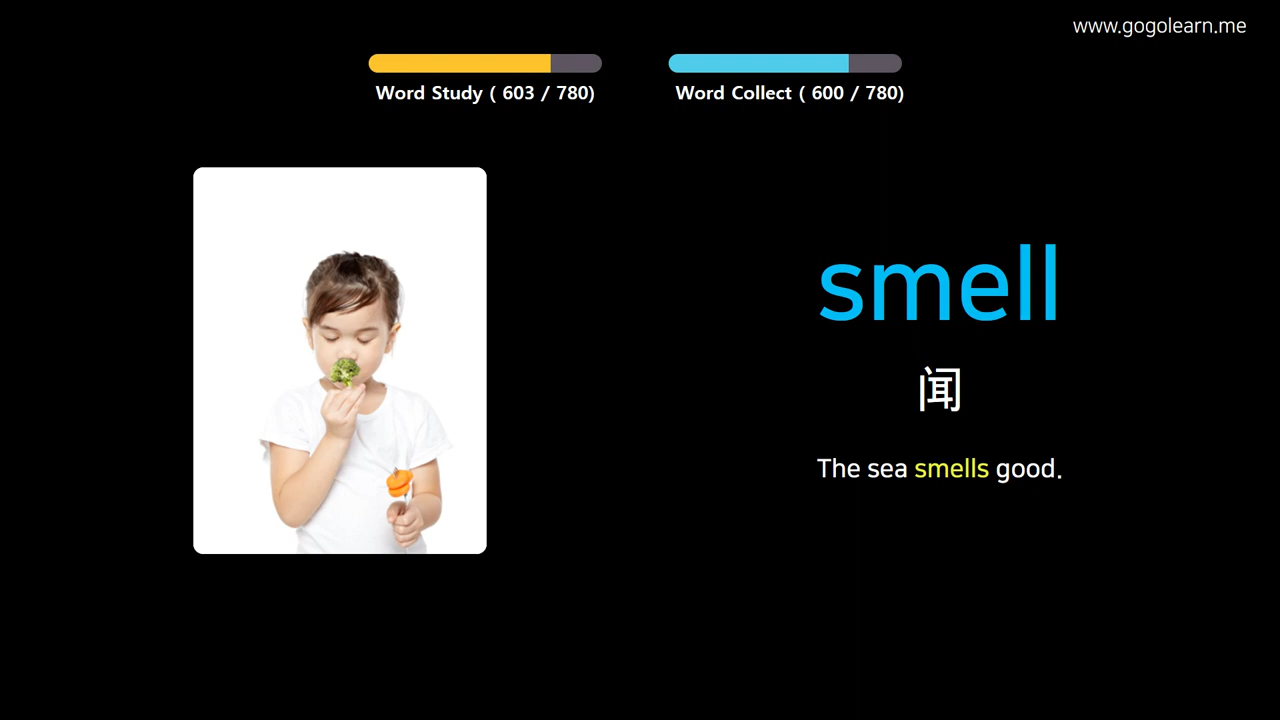 www.gogolearn.me
Word Study ( 603 / 780)
Word Collect ( 600 / 780)
smell
闻
The sea smells good.